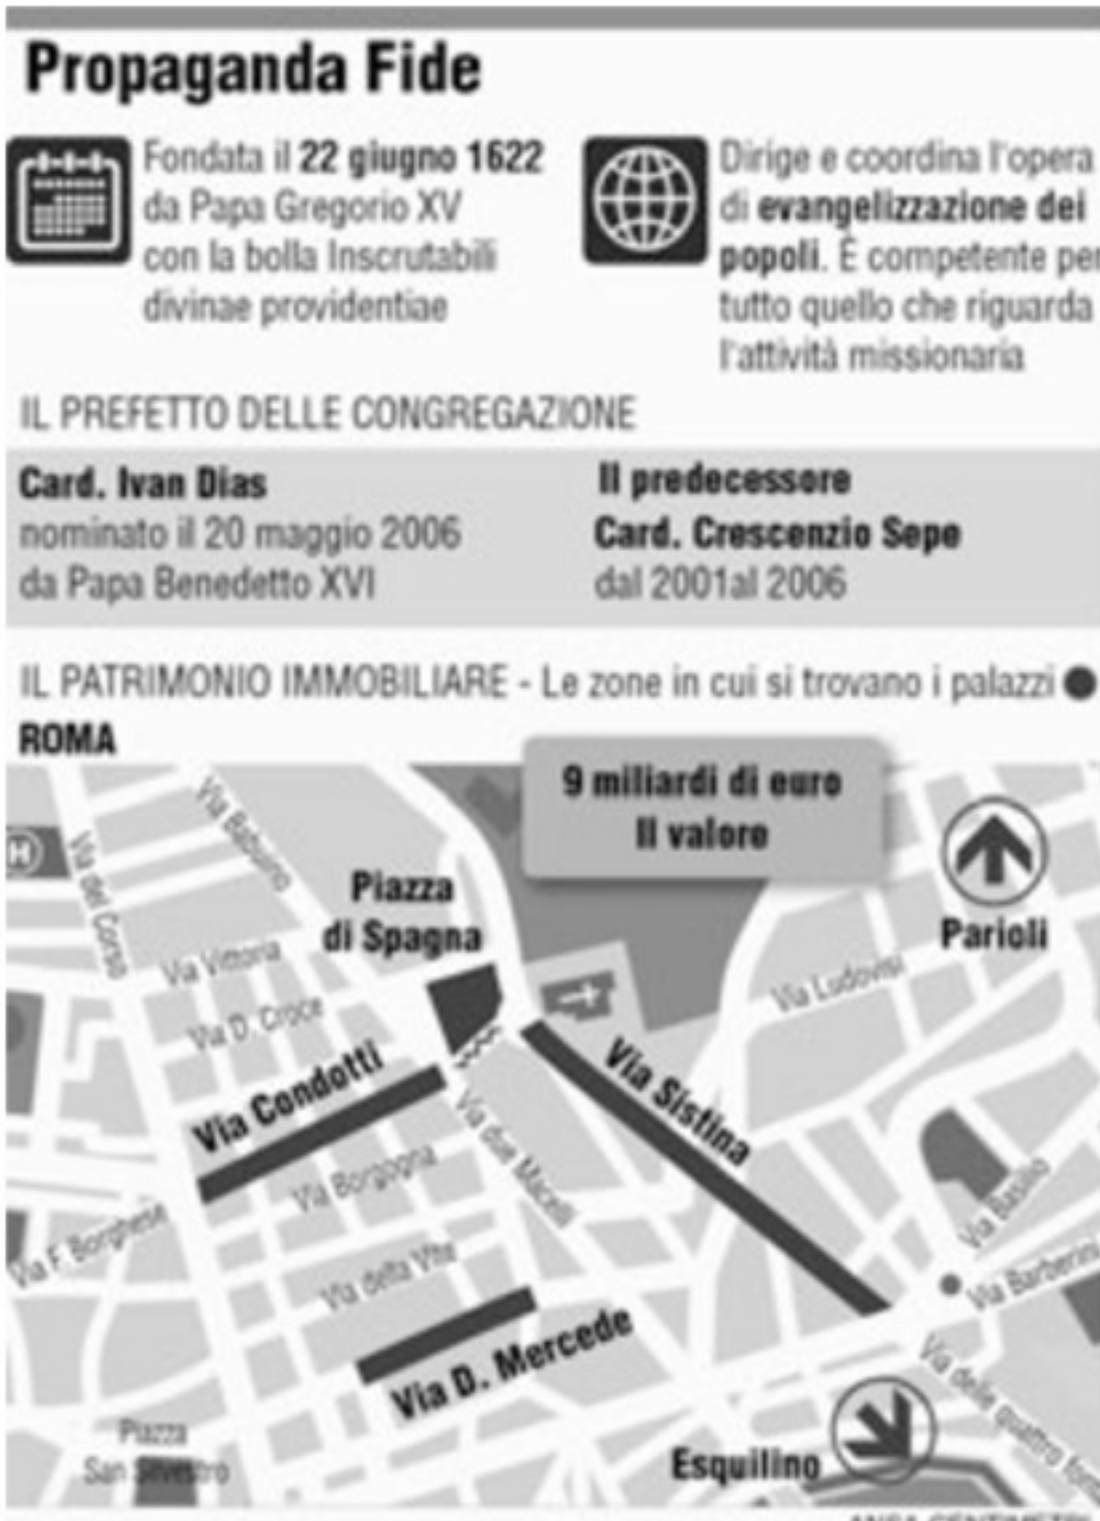 Propaganda Fide
Fondata il 22 giugno 1622
da Papa Gregorio XV
con la bolla Inscrutabili
divinae providentiae
Dirige e coordina l'opera
di evangelizzazione dei
popoli. È competente per
tutto quello che riguarda
l'attività missionaria
IL PREFETTO DELLE CONGREGAZIONE
Card. Ivan Dias
nominato il 20 maggio 2006
da Papa Benedetto XVI
Il predecessore
Card. Crescenzio Sepe
dal 2001al 2006
IL PATRIMONIO IMMOBILIARE - Le zone in cui si trovano i palazzi
ROMA
9 miliardi di euro
Il valore
H
Via del Corso
Via Babuino
Piazza
di Spagna
Parioli
Via Vittoria
Via Ludovisi
Via D. Croce
Via Condotti
Via Sistina
Via due Macelli
Via Borgogna
Via Basilio
Via F. Borghese
Via della Vite
Via Barberini
Via D. Mercede
Via delle quattro
Piazza
San Silvestro
Esquilino